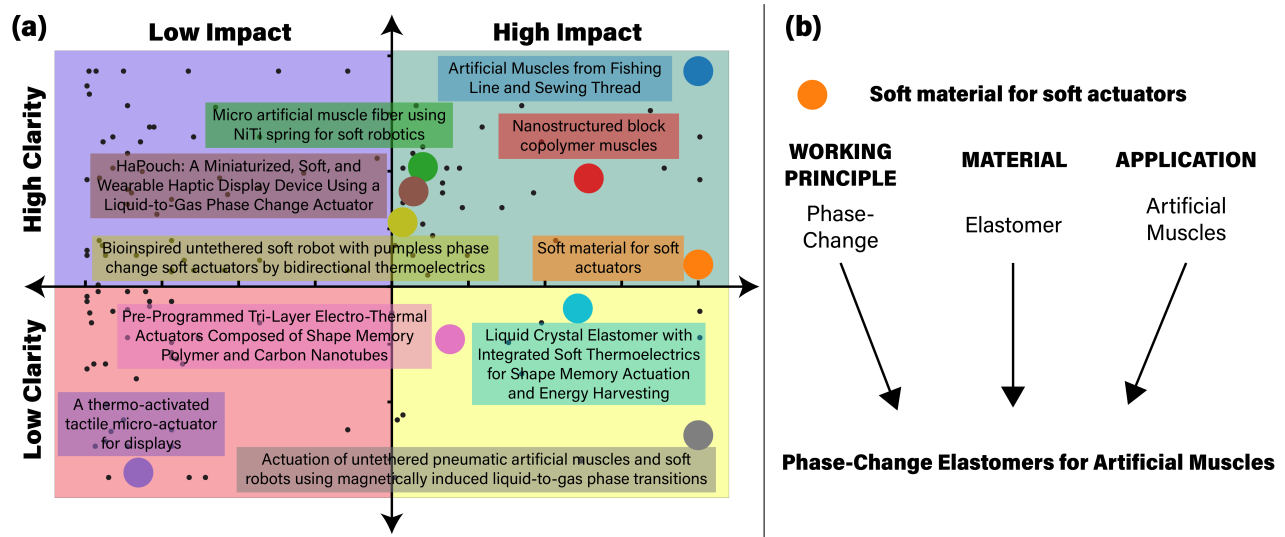 (a)
Low Impact
High Impact
High Clarity
Low Clarity
Artificial Muscles from Fishing
Line and Sewing Thread
Micro artificial muscle fiber using
NiTi spring for soft robotics
Nanostructured block
copolymer muscles
HaPouch: A Miniaturized, Soft, and
Wearable Haptic Display Device Using a
Liquid-to-Gas Phase Change Actuator
Bioinspired untethered soft robot with pumpless phase
change soft actuators by bidirectional thermoelectrics
Soft material for soft
actuators
Pre-Programmed Tri-Layer Electro-Thermal
Actuators Composed of Shape Memory
Polymer and Carbon Nanotubes
Liquid Crystal Elastomer with
Integrated Soft Thermoelectrics
for Shape Memory Actuation
and Energy Harvesting
A thermo-activated
tactile micro-actuator
for displays
Actuation of untethered pneumatic artificial muscles and soft
robots using magnetically induced liquid-to-gas phase transitions
(b)
Soft material for soft actuators
WORKING
PRINCIPLE
Phase-
Change
MATERIAL
Elastomer
APPLICATION
Artificial
Muscles
Phase-Change Elastomers for Artificial Muscles